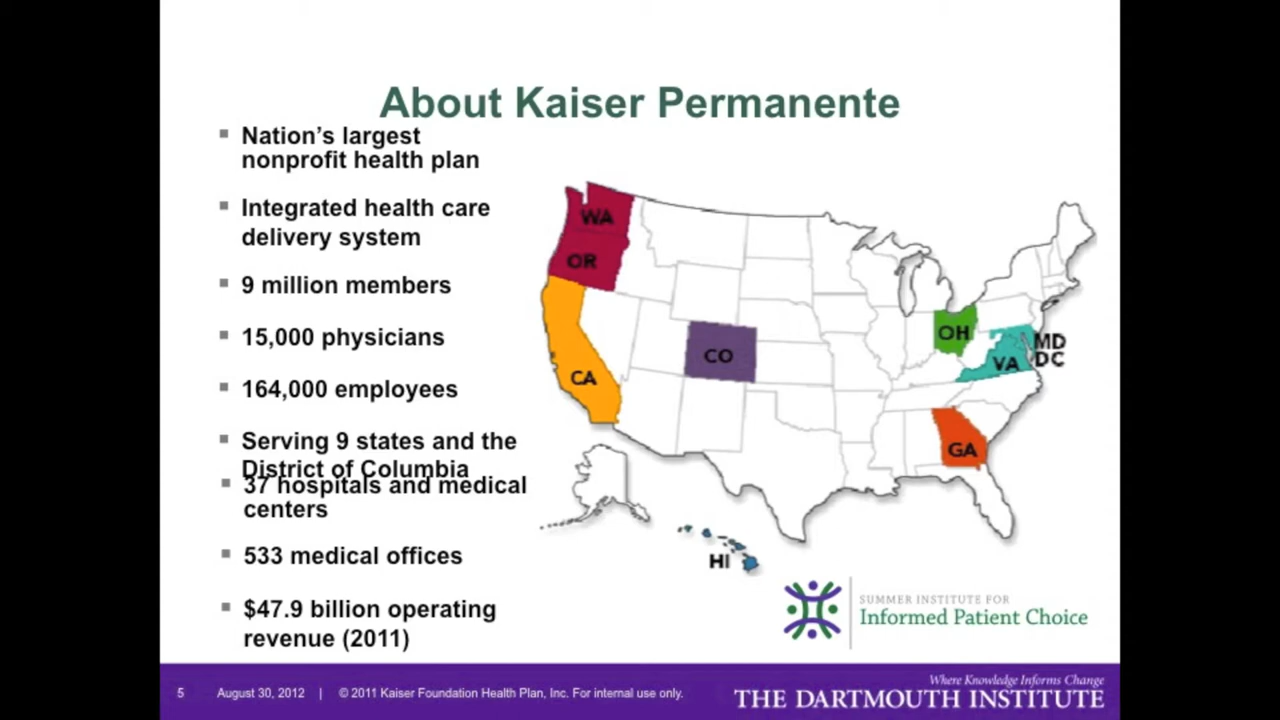 About Kaiser Permanente
Nation's largest
nonprofit health plan
Integrated health care
delivery system
9 million members
15,000 physicians
164,000 employees
Serving 9 states and the
District of Columbia
37 hospitals and medical
centers
533 medical offices
$47.9 billion operating
revenue (2011)
WA
OR
CA
CO
OH
MD
DC
VA
GA
HI
SUMMER INSTITUTE FOR
Informed Patient Choice
5 August 30, 2012 | © 2011 Kaiser Foundation Health Plan, Inc. For internal use only.
Where Knowledge Informs Change
THE DARTMOUTH INSTITUTE